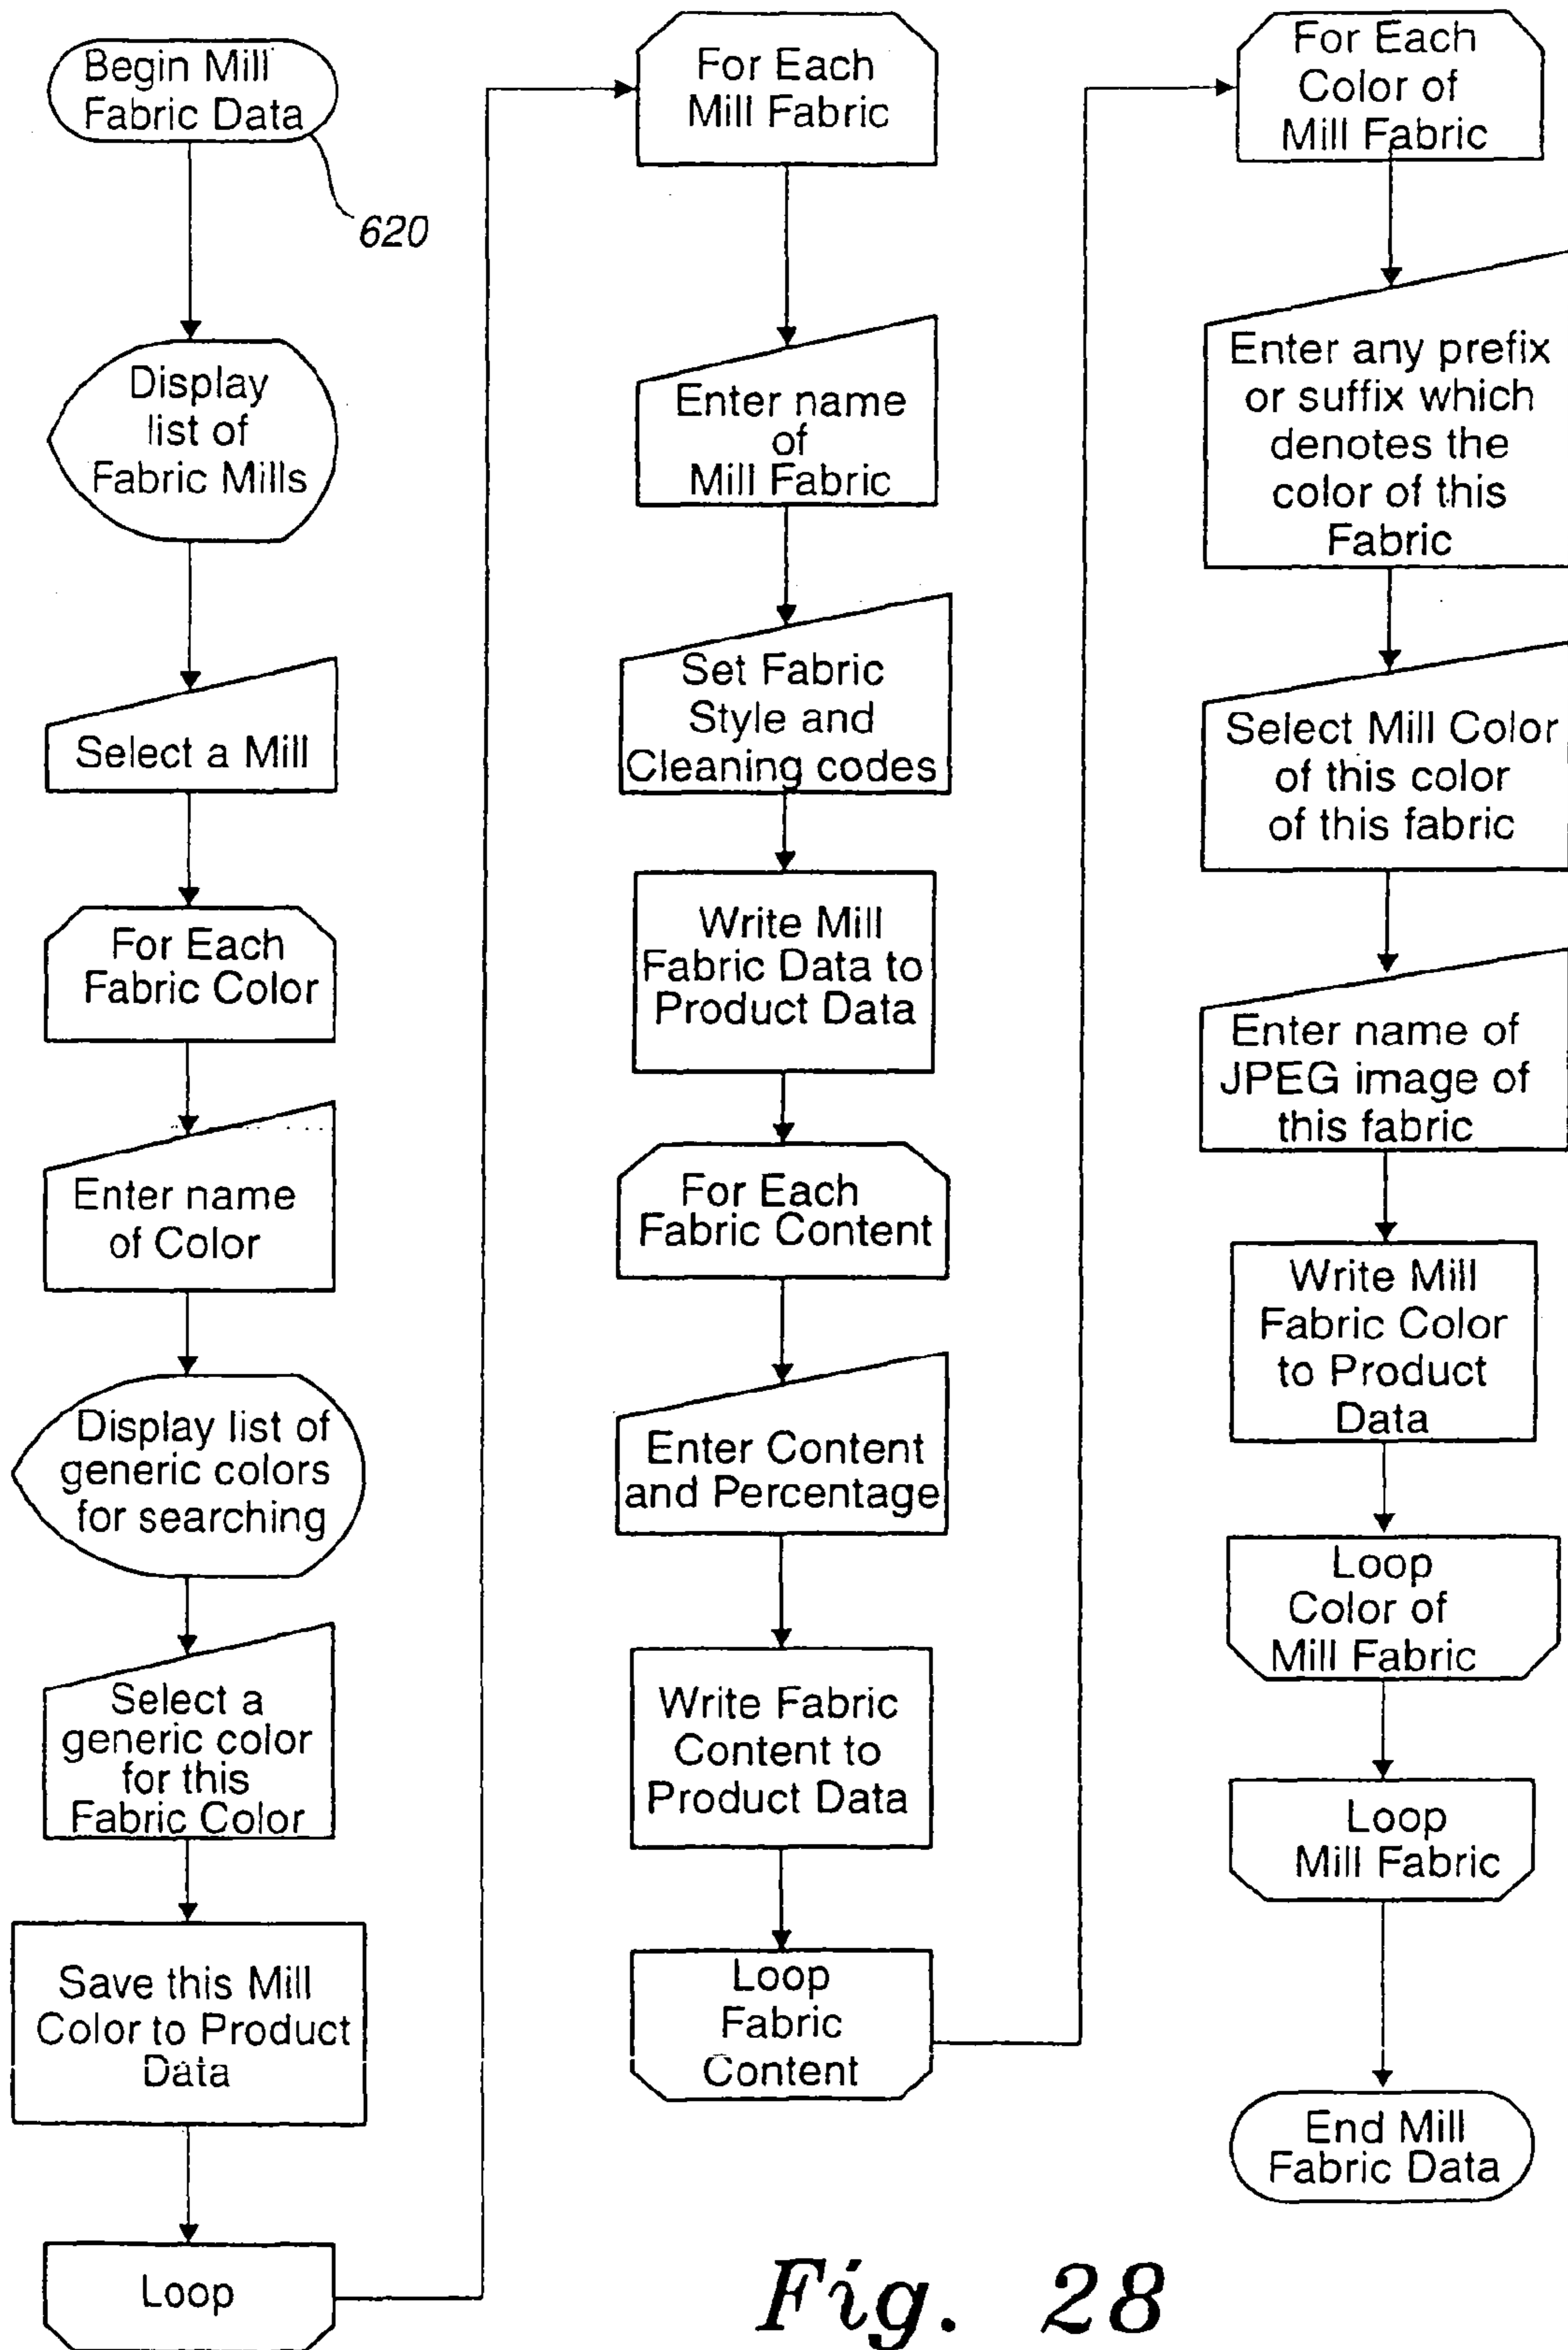 Begin Mill
Fabric Data
620
Display
list of
Fabric Mills
Select a Mill
For Each
Fabric Color
Enter name
of Color
Display list of
generic colors
for searching
Select a
generic color
for this
Fabric Color
Save this Mill
Color to Product
Data
Loop
For Each
Mill Fabric
Enter name
of
Mill Fabric
Set Fabric
Style and
Cleaning codes
Write Mill
Fabric Data to
Product Data
For Each
Fabric Content
Enter Content
and Percentage
Write Fabric
Content to
Product Data
Loop
Fabric
Content
For Each
Color of
Mill Fabric
Enter any prefix
or suffix which
denotes the
color of this
Fabric
Select Mill Color
of this color
of this fabric
Enter name of
JPEG image of
this fabric
Write Mill
Fabric Color
to Product
Data
Loop
Color of
Mill Fabric
Loop
Mill Fabric
End Mill
Fabric Data
Fig. 28